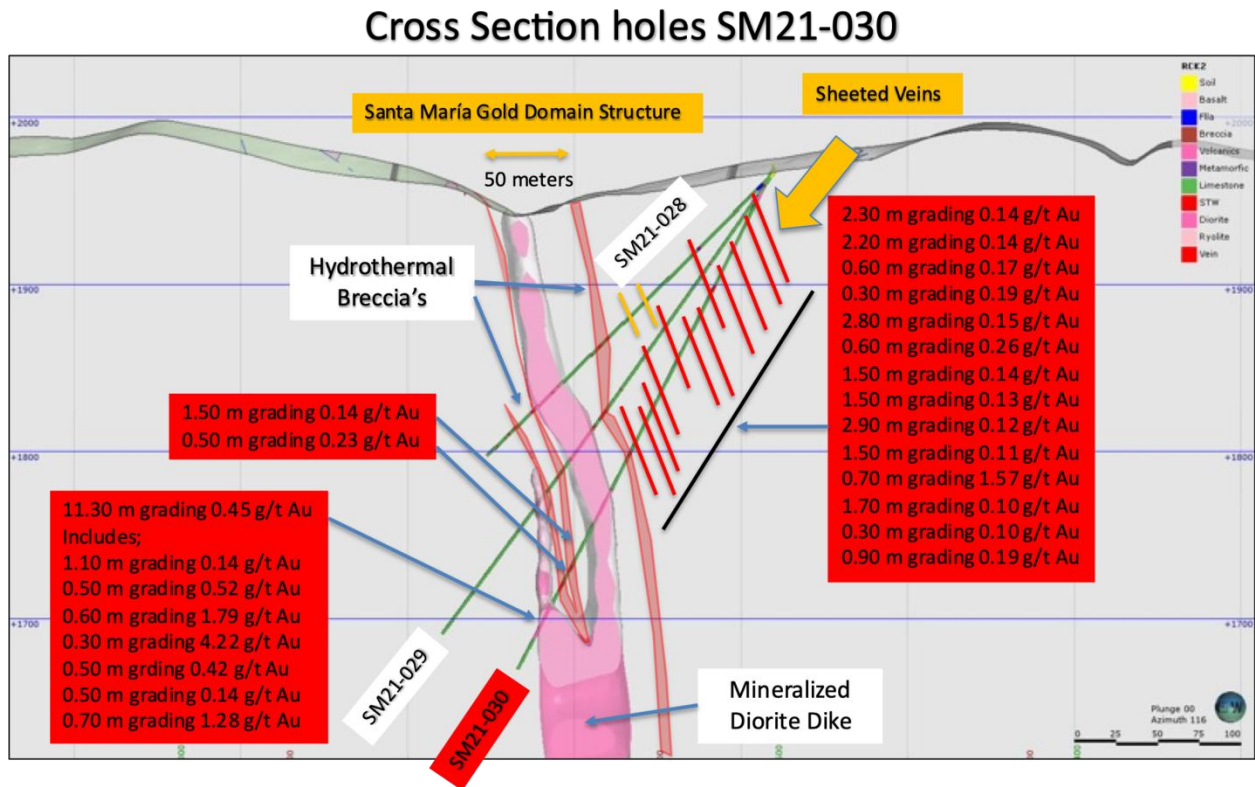 Cross Section holes SM21-030
Santa María Gold Domain Structure
Sheeted Veins
50 meters
RCK2
Soil
Basalt
Flla
Breccia
Volcanics
Metamorfic
Limestone
STW
Diorite
Ryolite
Vein
+2000
+2000
SM21-028
Hydrothermal
Breccia's
2.30 m grading 0.14 g/t Au
2.20 m grading 0.14 g/t Au
0.60 m grading 0.17 g/t Au
0.30 m grading 0.19 g/t Au
2.80 m grading 0.15 g/t Au
0.60 m grading 0.26 g/t Au
1.50 m grading 0.14 g/t Au
1.50 m grading 0.13 g/t Au
2.90 m grading 0.12 g/t Au
1.50 m grading 0.11 g/t Au
0.70 m grading 1.57 g/t Au
1.70 m grading 0.10 g/t Au
0.30 m grading 0.10 g/t Au
0.90 m grading 0.19 g/t Au
+1900
+1900
1.50 m grading 0.14 g/t Au
0.50 m grading 0.23 g/t Au
+1800
+1800
11.30 m grading 0.45 g/t Au
Includes;
1.10 m grading 0.14 g/t Au
0.50 m grading 0.52 g/t Au
0.60 m grading 1.79 g/t Au
0.30 m grading 4.22 g/t Au
0.50 m grding 0.42 g/t Au
0.50 m grading 0.14 g/t Au
0.70 m grading 1.28 g/t Au
+1700
+1700
SM21-029
SM21-030
Mineralized
Diorite Dike
Plunge 00
Azimuth 116
W
0 25 50 75 100